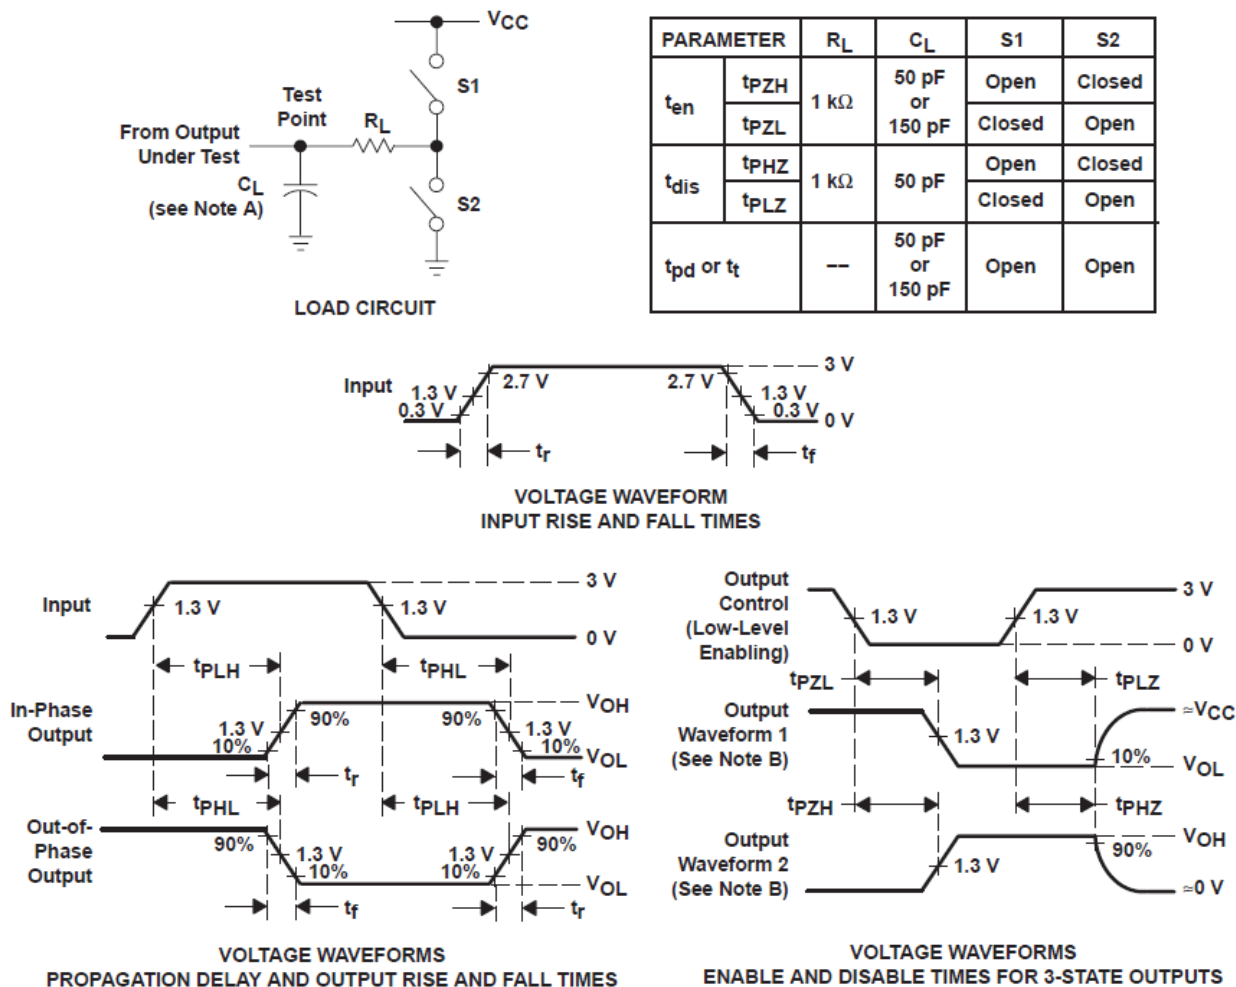 VCC
S1
Test
Point
RL
From Output
Under Test
CL
(see Note A)
S2
LOAD CIRCUIT
PARAMETER RL CL S1 S2
ten tPZH 1 kΩ 50 pF or 150 pF Open Closed
tPZL Closed Open
tdis tPHZ 1 kΩ 50 pF Open Closed
tPLZ Closed Open
tpd or tt −− 50 pF or 150 pF Open Open
Input
1.3 V
0.3 V
2.7 V
2.7 V
1.3 V
0.3 V
3 V
0 V
tr
tf
VOLTAGE WAVEFORM
INPUT RISE AND FALL TIMES
Input
1.3 V
1.3 V
3 V
0 V
tPLH
tPHL
In-Phase
Output
1.3 V
10%
90%
90%
1.3 V
10%
VOH
VOL
tr
tf
tPHL
tPLH
Out-of-
Phase
Output
90%
1.3 V
10%
1.3 V
10%
90%
VOH
VOL
tf
tr
VOLTAGE WAVEFORMS
PROPAGATION DELAY AND OUTPUT RISE AND FALL TIMES
Output
Control
(Low-Level
Enabling)
1.3 V
1.3 V
3 V
0 V
tPZL
tPLZ
Output
Waveform 1
(See Note B)
1.3 V
10%
≈VCC
VOL
tPZH
tPHZ
Output
Waveform 2
(See Note B)
1.3 V
90%
VOH
≈0 V
VOLTAGE WAVEFORMS
ENABLE AND DISABLE TIMES FOR 3-STATE OUTPUTS